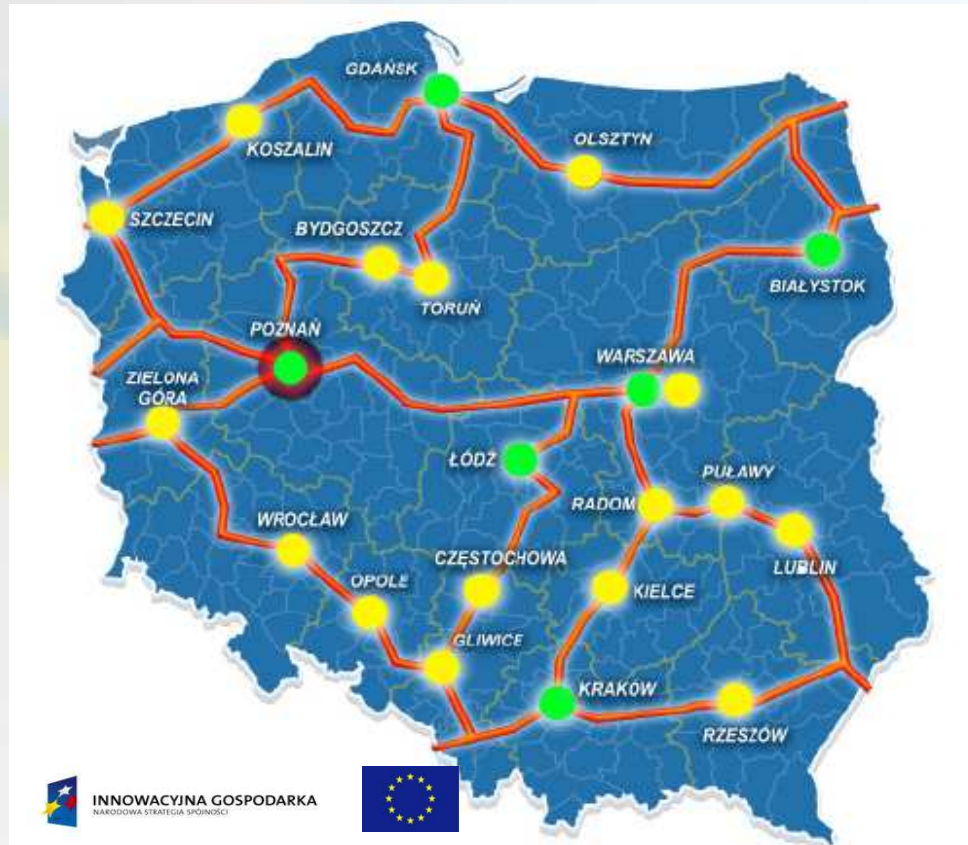 GDAŃSK
KOSZALIN
OLSZTYN
SZCZECIN
BYDGOSZCZ
TORUŃ
BIAŁYSTOK
POZNAŃ
WARSZAWA
ZIELONA
GÓRA
ŁÓDŹ
PUŁAWY
RADOM
WROCŁAW
CZĘSTOCHOWA
LUBLIN
OPOLE
KIELCE
GLIWICE
KRAKÓW
RZESZÓW
INNOWACYJNA GOSPODARKA
NARODOWA STRATEGIA SPÓJNOŚCI